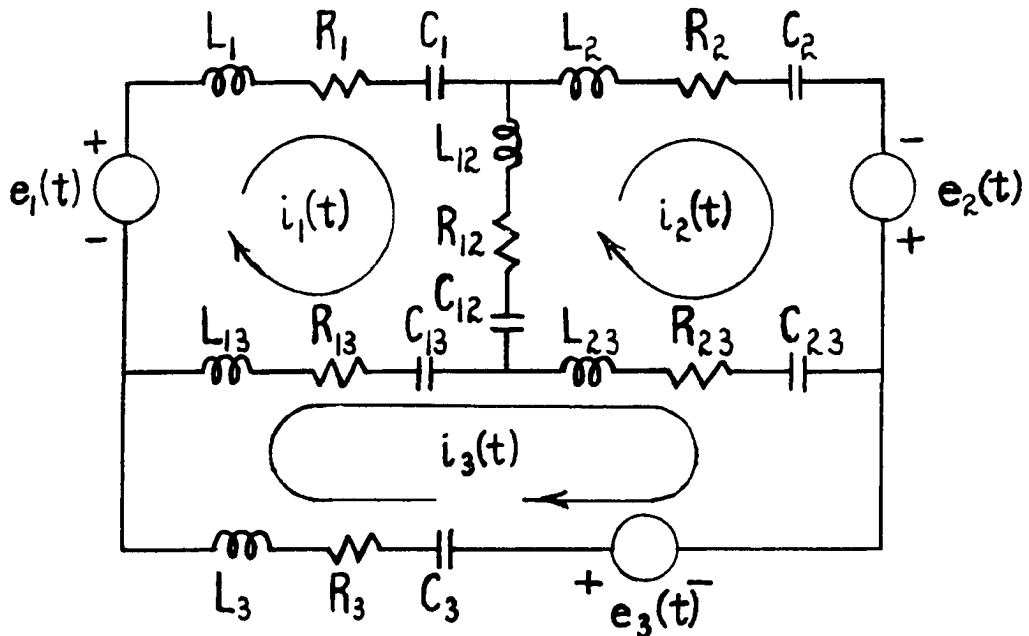 L1 R1 C1 L2 R2 C2
+ L12 -
e1(t) i1(t) R12 i2(t) e2(t)
- C12 +
L13 R13 C13 L23 R23 C23
i3(t)
L3 R3 C3 + e3(t) -